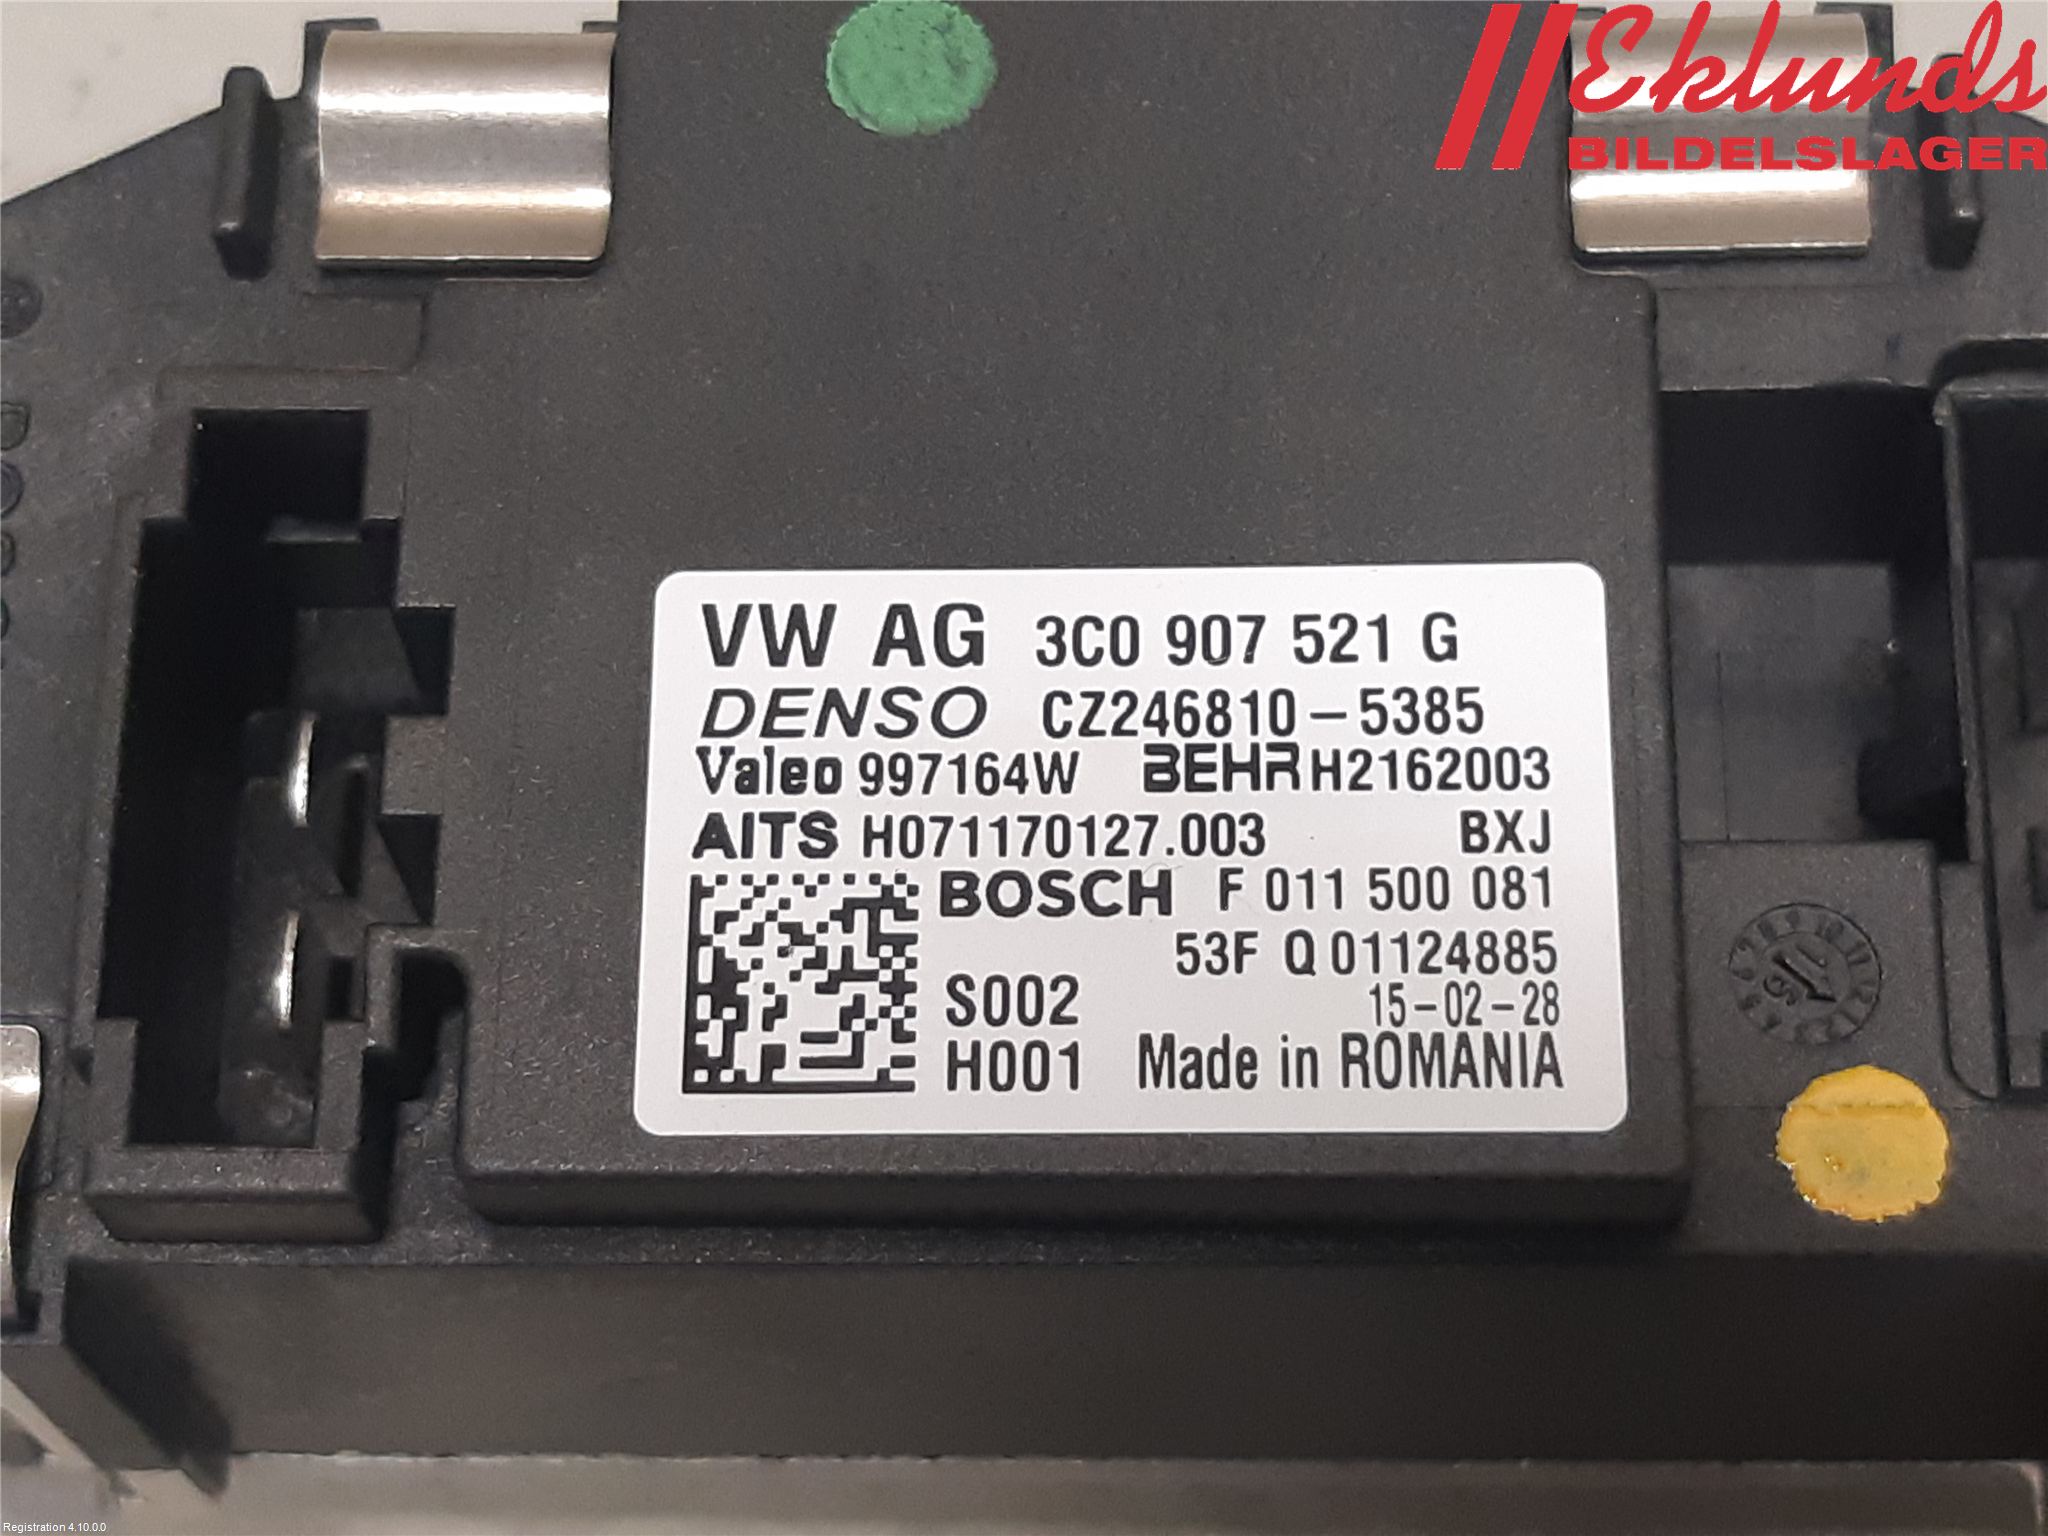 Eklunds
BILDELSLAGER
VW AG 3C0 907 521 G
DENSO CZ246810-5385
Valeo 997164W BEHR H2162003
AITS H071170127.003 BXJ
BOSCH F 011 500 081
53F Q 01124885
S002 15-02-28
H001 Made in ROMANIA
Registration 4.10.0.0